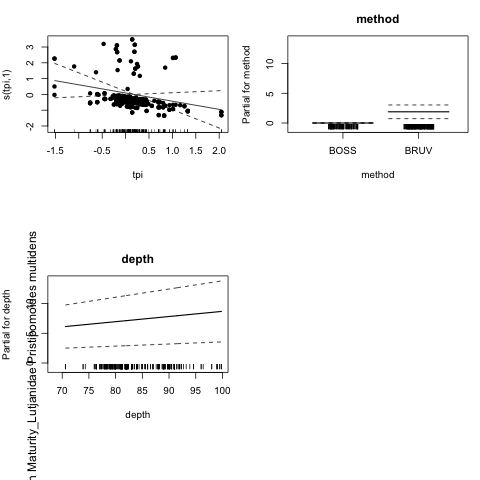 s(tpi,1)
3
2
1
0
-2
-1.5
-0.5
0.5
1.0
1.5
2.0
tpi
method
Partial for method
10
5
0
BOSS
BRUV
method
depth
Partial for depth
70
75
80
85
90
95
100
depth
Maturity_Lutjanidae Pristipomoides multidens